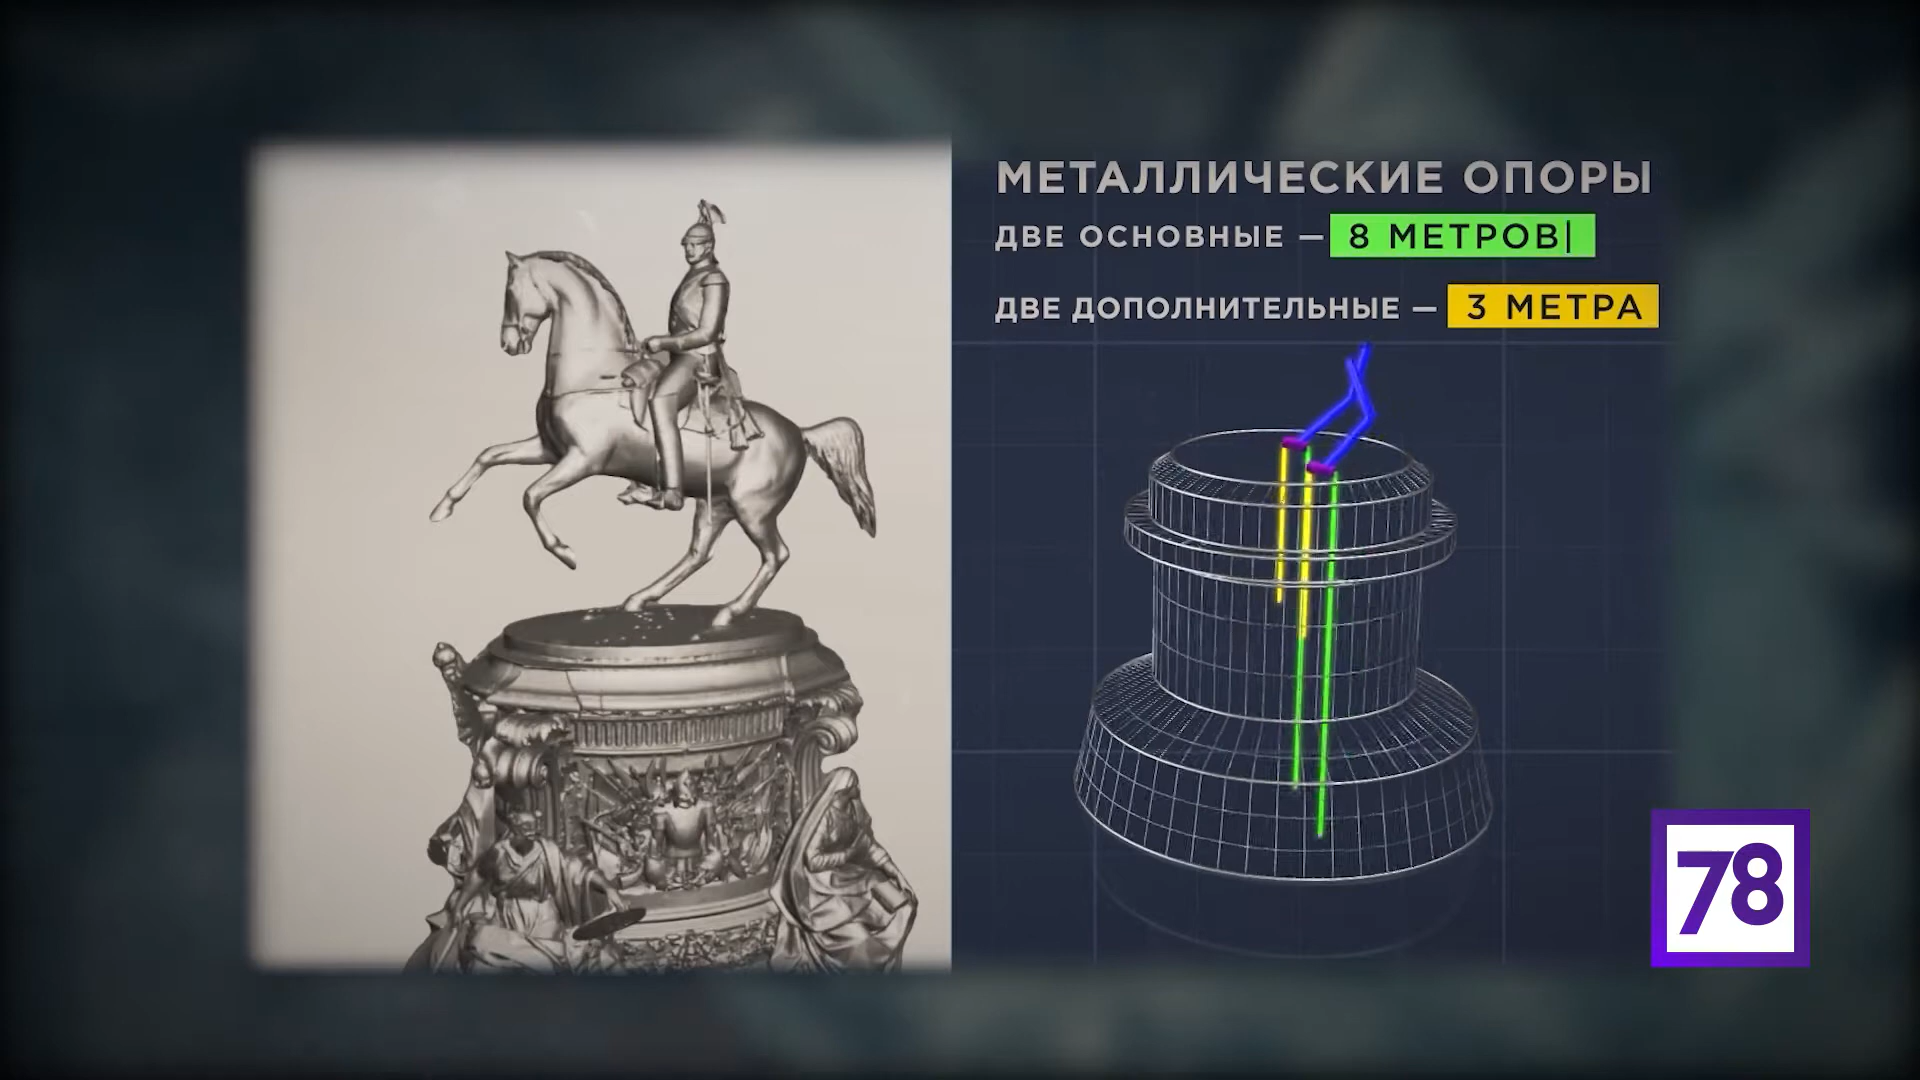 МЕТАЛЛИЧЕСКИЕ ОПОРЫ
ДВЕ ОСНОВНЫЕ — 8 МЕТРОВ|
ДВЕ ДОПОЛНИТЕЛЬНЫЕ — 3 МЕТРА
78